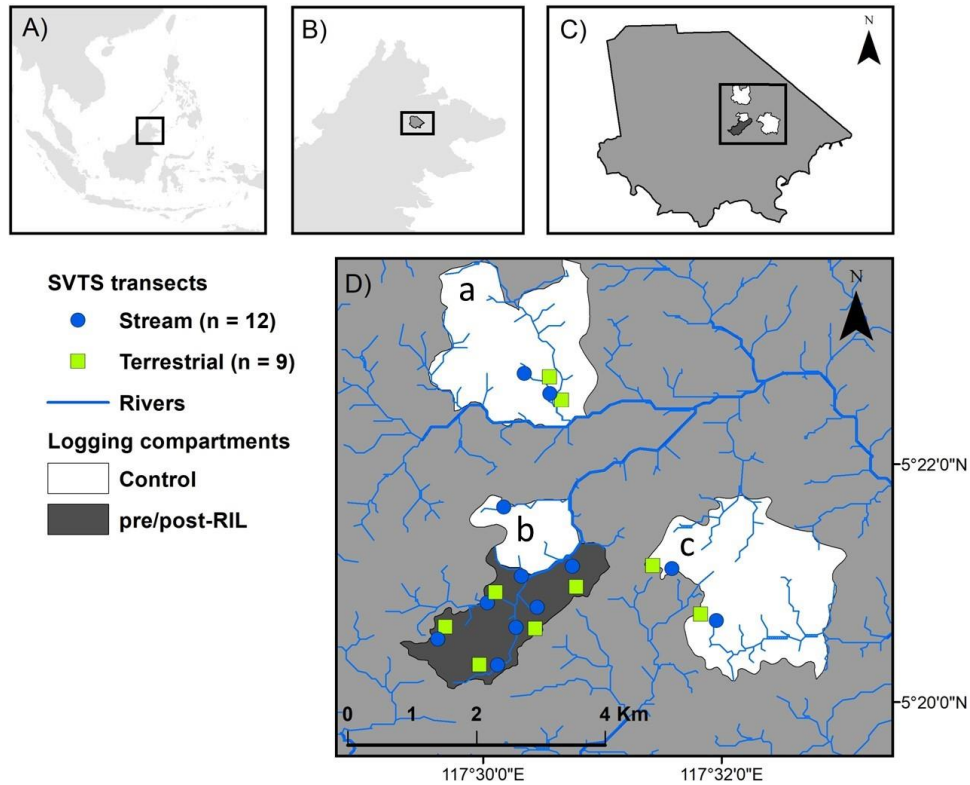 A)
B)
C)
N
SVTS transects
Stream (n = 12)
Terrestrial (n = 9)
Rivers
Logging compartments
Control
pre/post-RIL
D)
N
a
b
c
5°22'0"N
5°20'0"N
0 1 2 4 Km
117°30'0"E 117°32'0"E